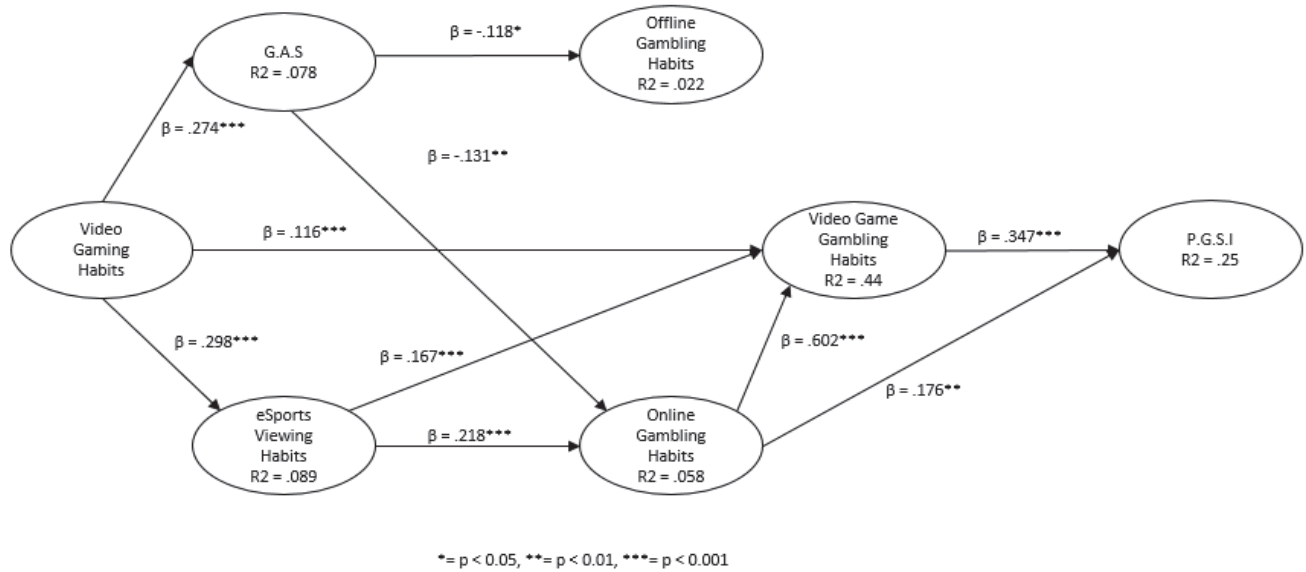 G.A.S
R2 = .078
β = -.118*
Offline
Gambling
Habits
R2 = .022
β = .274***
β = -.131**
Video
Gaming
Habits
β = .116***
Video Game
Gambling
Habits
R2 = .44
β = .347***
P.G.S.I
R2 = .25
β = .298***
β = .167***
β = .602***
β = .176**
eSports
Viewing
Habits
R2 = .089
β = .218***
Online
Gambling
Habits
R2 = .058
*= p < 0.05, **= p < 0.01, ***= p < 0.001